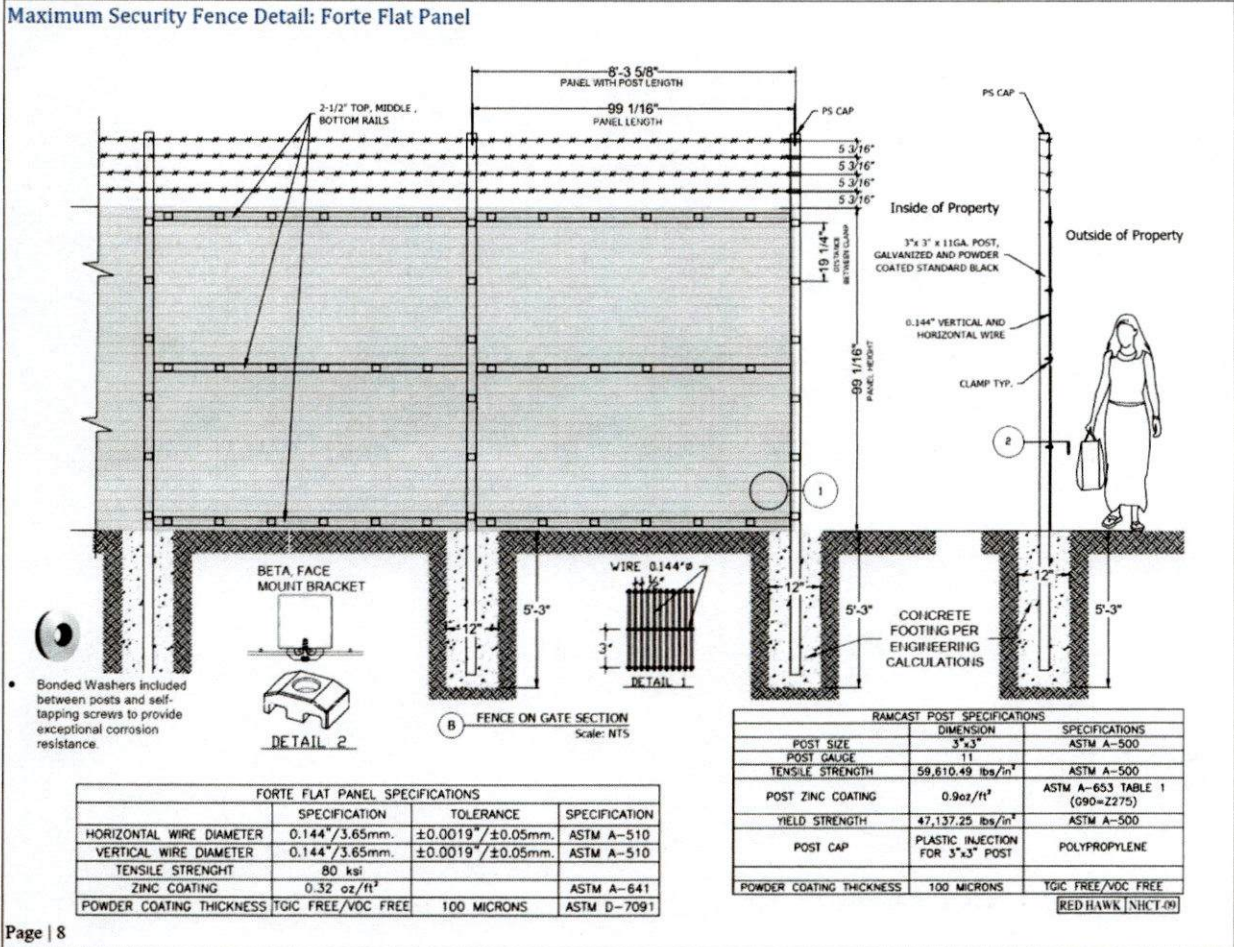 Maximum Security Fence Detail: Forte Flat Panel
8'-3 5/8"
PANEL WITH POST LENGTH
99 1/16"
PANEL LENGTH
2-1/2" TOP, MIDDLE ,
BOTTOM RAILS
PS CAP
5 3/16"
5 3/16"
5 3/16"
5 3/16"
19 1/4"
DISTANCE
BETWEEN CLAMP
99 1/16"
PANEL HEIGHT
PS CAP
Inside of Property
Outside of Property
3"x 3" x 11GA. POST,
GALVANIZED AND POWDER
COATED STANDARD BLACK
0.144" VERTICAL AND
HORIZONTAL WIRE
CLAMP TYP.
2
1
BETA, FACE
MOUNT BRACKET
DETAIL 2
12"
5'-3"
WIRE 0.144"ø
½"
3"
DETAIL 1
12"
5'-3"
CONCRETE
FOOTING PER
ENGINEERING
CALCULATIONS
12"
5'-3"
• Bonded Washers included
between posts and self-
tapping screws to provide
exceptional corrosion
resistance.
B FENCE ON GATE SECTION
Scale: NTS
FORTE FLAT PANEL SPECIFICATIONS
SPECIFICATION TOLERANCE SPECIFICATION
HORIZONTAL WIRE DIAMETER 0.144"/3.65mm. ±0.0019"/±0.05mm. ASTM A-510
VERTICAL WIRE DIAMETER 0.144"/3.65mm. ±0.0019"/±0.05mm. ASTM A-510
TENSILE STRENGHT 80 ksi
ZINC COATING 0.32 oz/ft² ASTM A-641
POWDER COATING THICKNESS TGIC FREE/VOC FREE 100 MICRONS ASTM D-7091
RAMCAST POST SPECIFICATIONS
DIMENSION SPECIFICATIONS
POST SIZE 3"x3" ASTM A-500
POST GAUGE 11
TENSILE STRENGTH 59,610.49 lbs/in² ASTM A-500
POST ZINC COATING 0.9oz/ft² ASTM A-653 TABLE 1
(G90=Z275)
YIELD STRENGTH 47,137.25 lbs/in² ASTM A-500
POST CAP PLASTIC INJECTION
FOR 3"x3" POST POLYPROPYLENE
POWDER COATING THICKNESS 100 MICRONS TGIC FREE/VOC FREE
RED HAWK NHCT-09
Page | 8